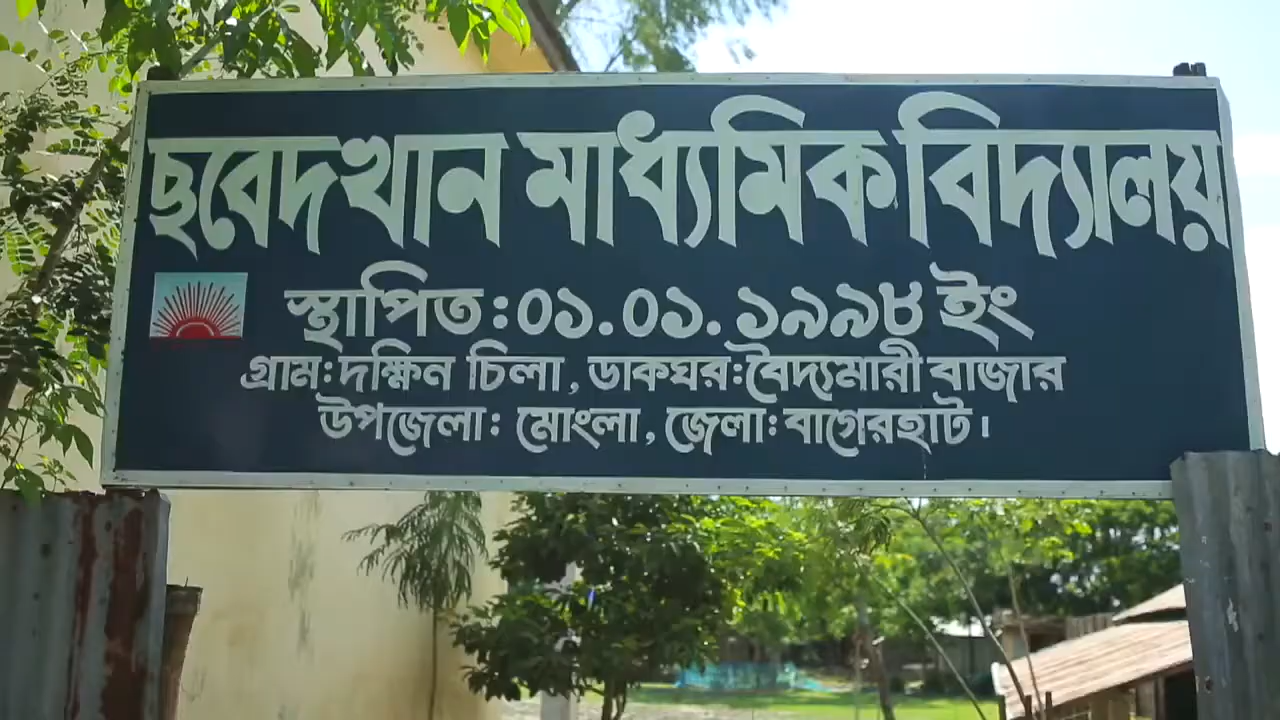 ছবেদখান মাধ্যমিক বিদ্যালয়
স্থাপিত:০১.০১.১৯৯৮ ইং
গ্রাম: দক্ষিন চিলা, ডাকঘর: বৈদ্যমারী বাজার
উপজেলা: মোংলা, জেলা: বাগেরহাট।